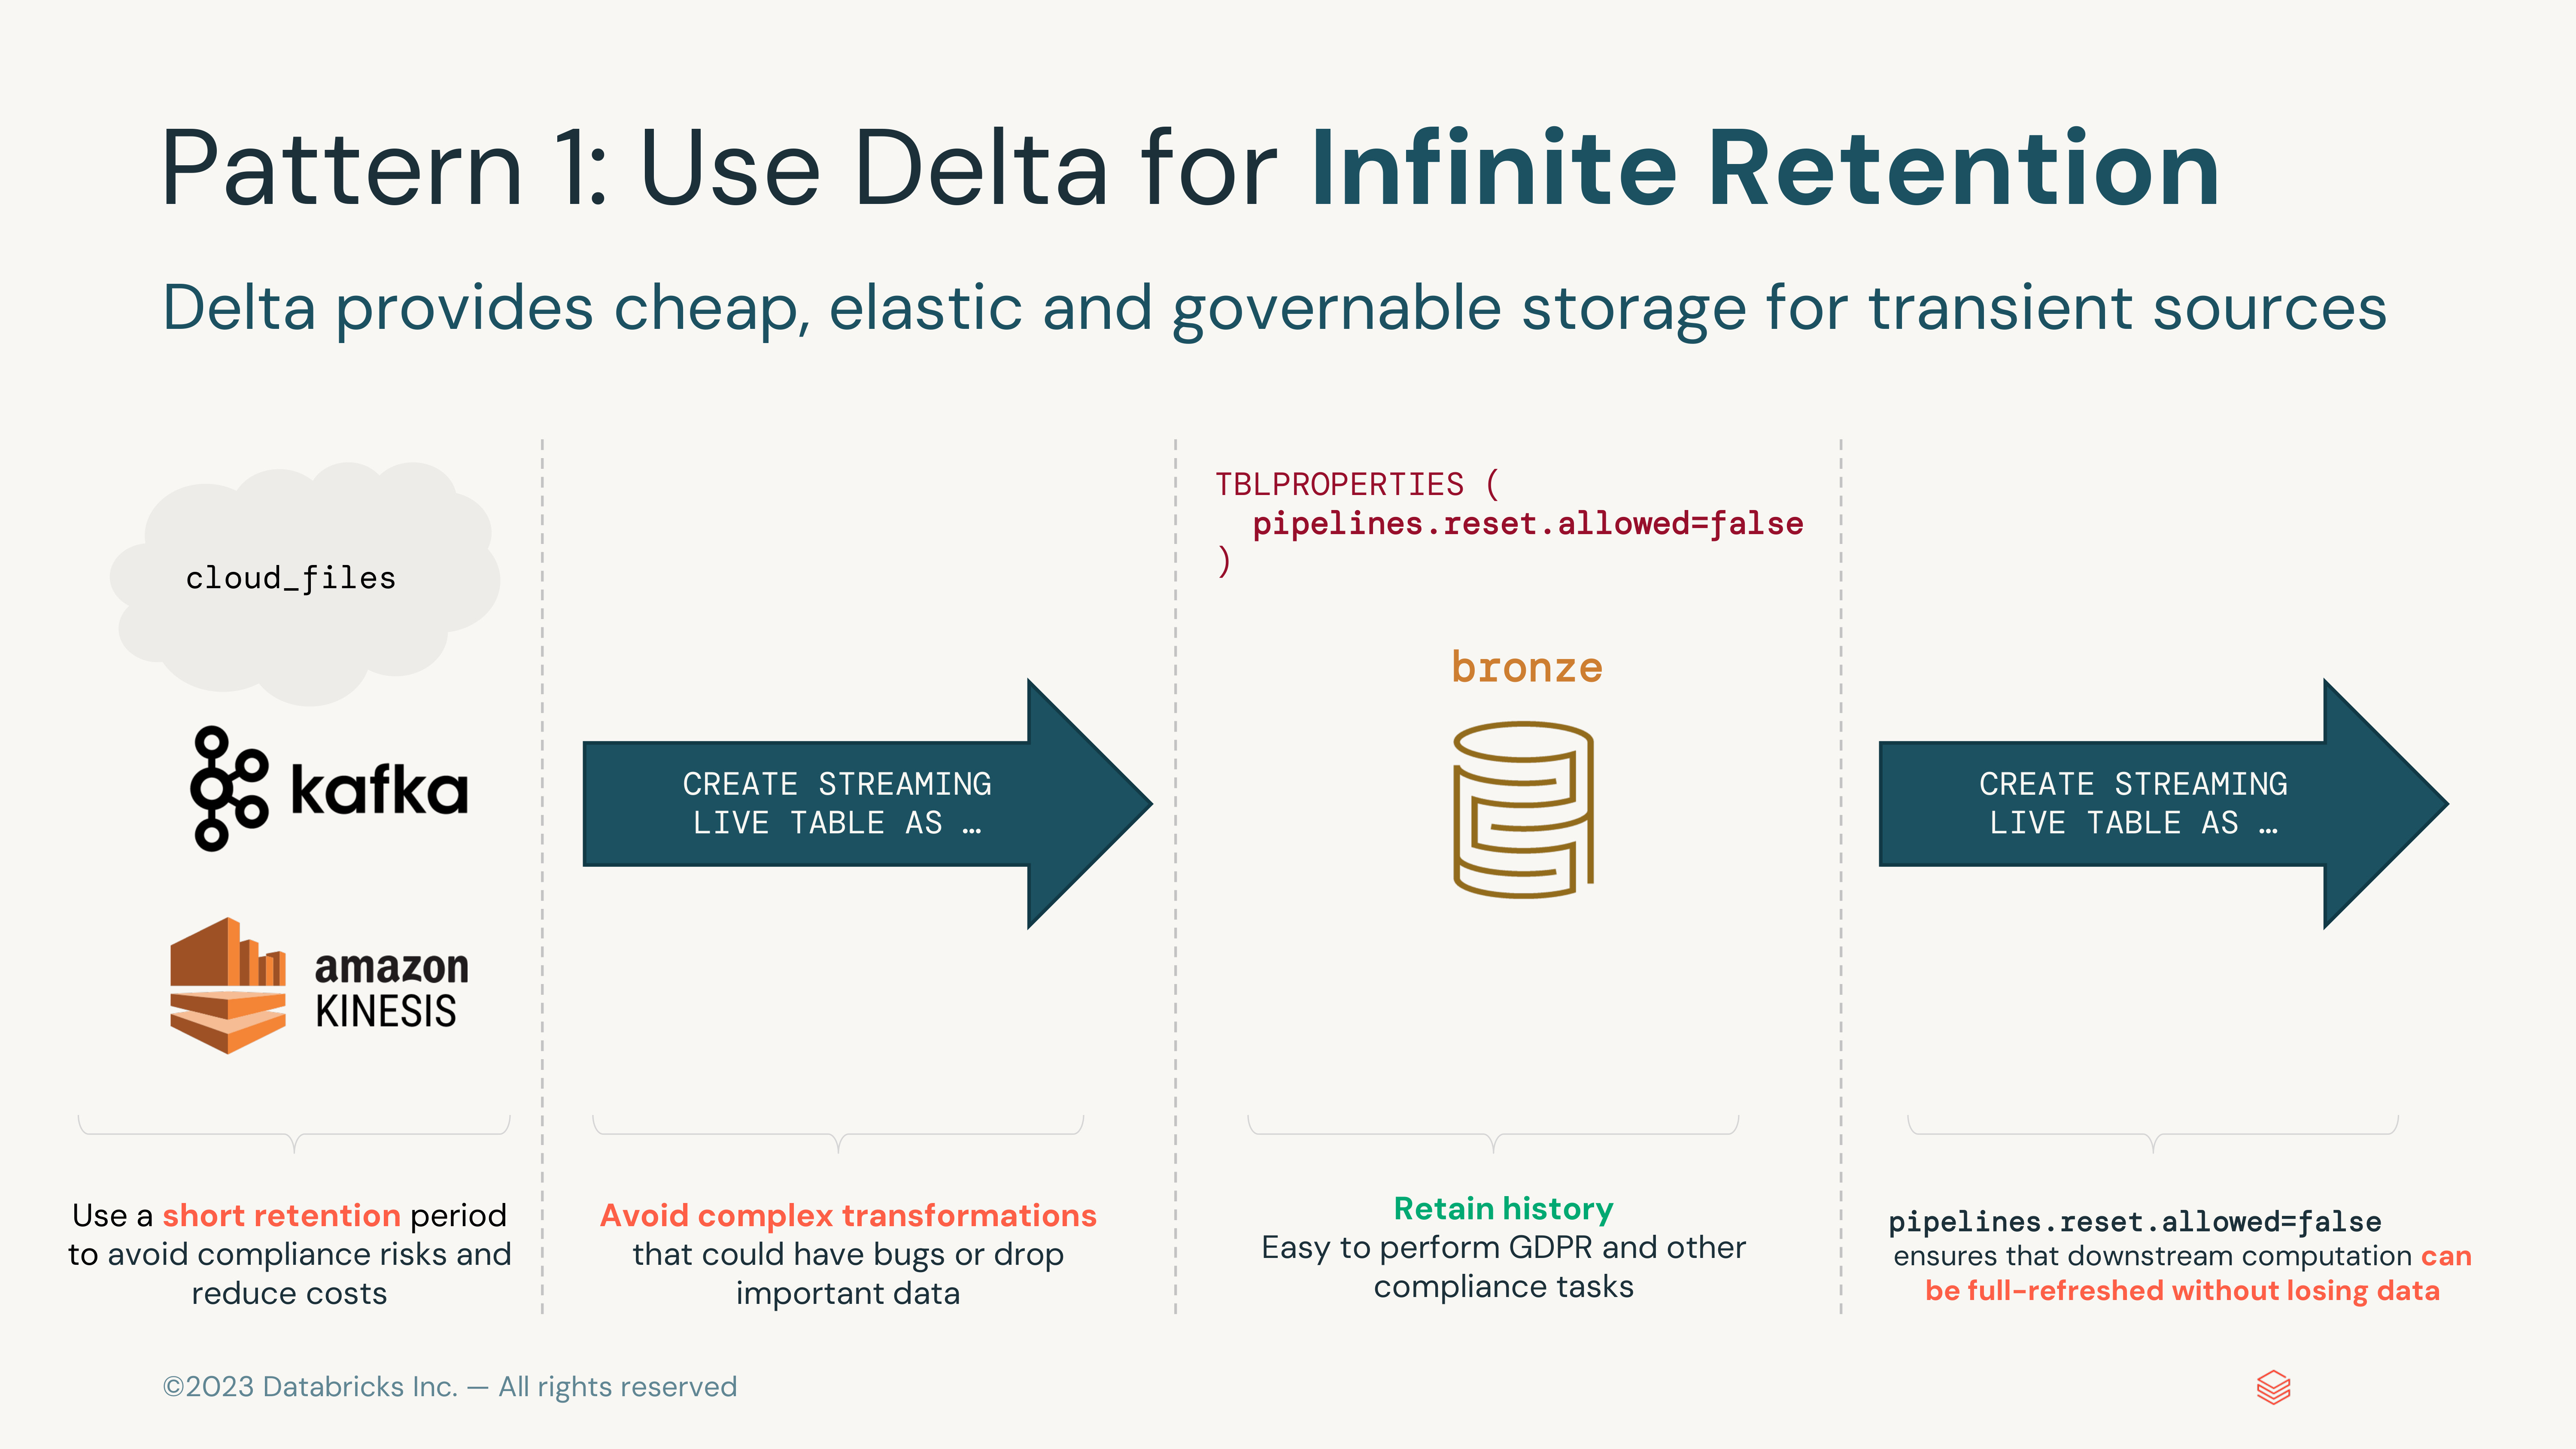 Pattern 1: Use Delta for Infinite Retention
Delta provides cheap, elastic and governable storage for transient sources
cloud_files
kafka
amazon
KINESIS
CREATE STREAMING
LIVE TABLE AS …
TBLPROPERTIES (
pipelines.reset.allowed=false
)
bronze
CREATE STREAMING
LIVE TABLE AS …
Use a short retention period
to avoid compliance risks and
reduce costs
Avoid complex transformations
that could have bugs or drop
important data
Retain history
Easy to perform GDPR and other
compliance tasks
pipelines.reset.allowed=false
ensures that downstream computation can
be full-refreshed without losing data
©2023 Databricks Inc. — All rights reserved